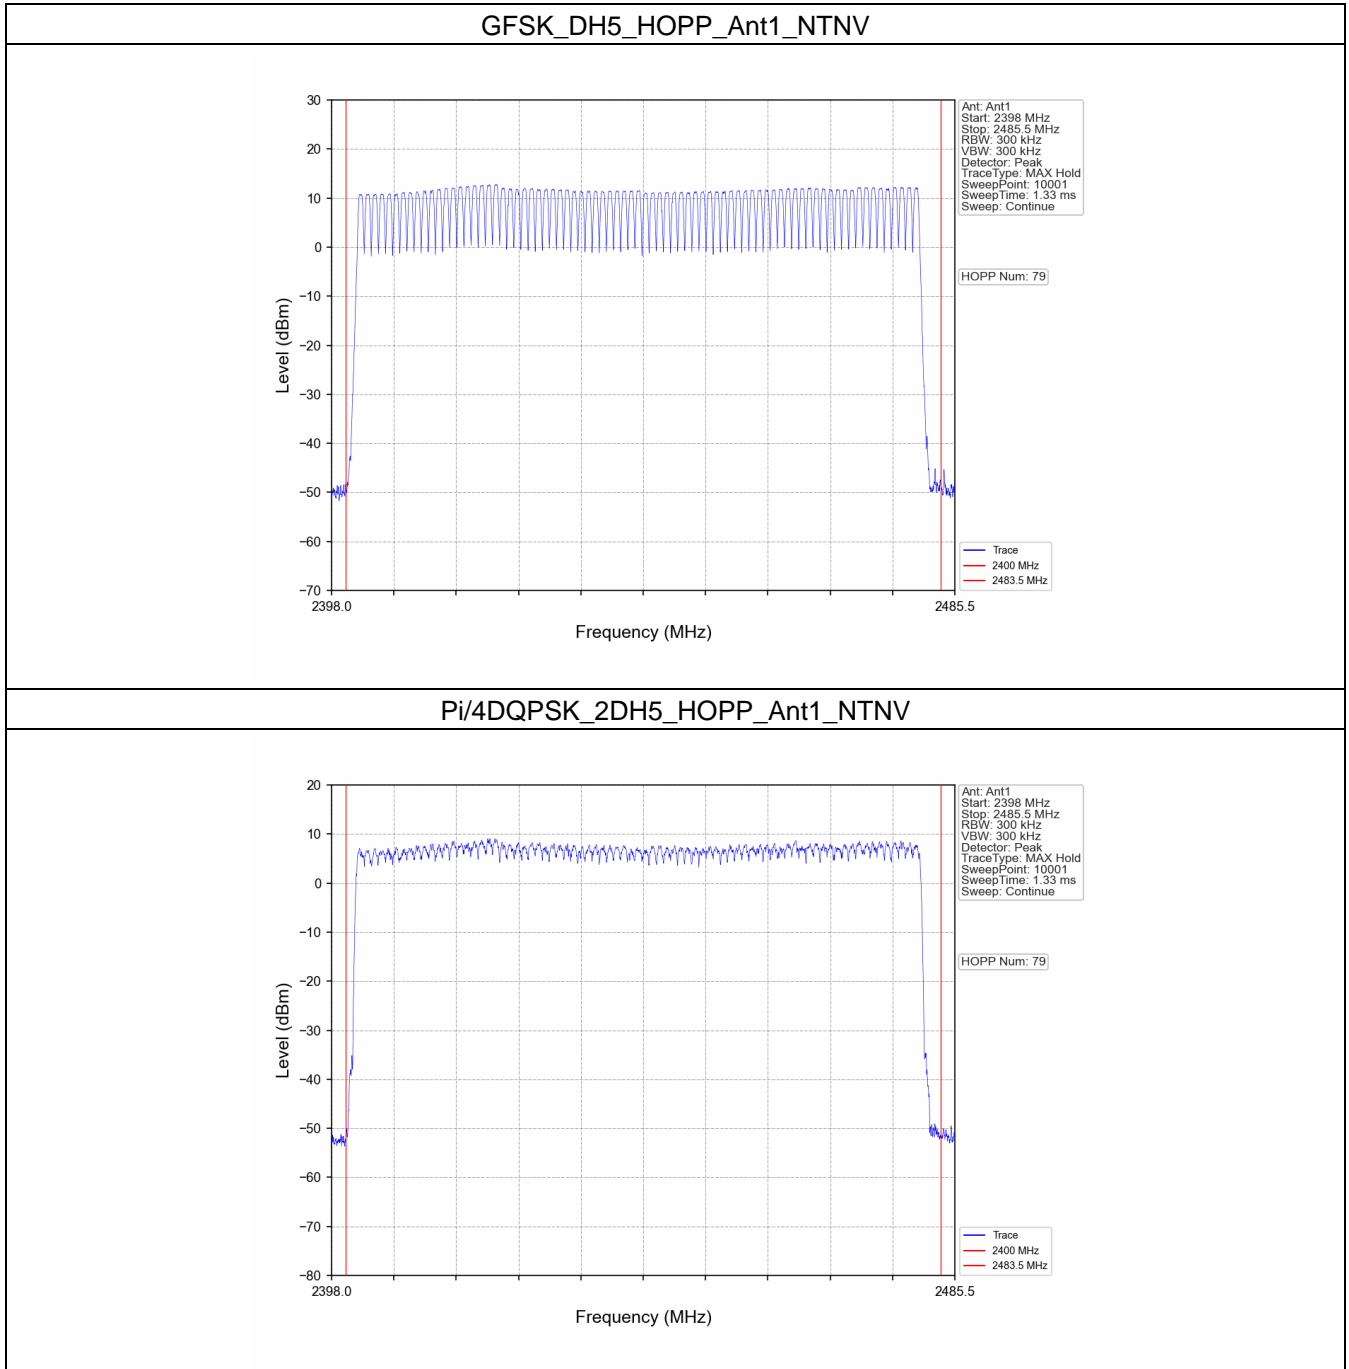 GFSK_DH5_HOPP_Ant1_NTNV
30
20
10
0
−10
−20
−30
−40
−50
−60
−70
Level (dBm)
2398.0
2485.5
Frequency (MHz)
Ant: Ant1
Start: 2398 MHz
Stop: 2485.5 MHz
RBW: 300 kHz
VBW: 300 kHz
Detector: Peak
TraceType: MAX Hold
SweepPoint: 10001
SweepTime: 1.33 ms
Sweep: Continue
HOPP Num: 79
Trace
2400 MHz
2483.5 MHz
Pi/4DQPSK_2DH5_HOPP_Ant1_NTNV
20
10
0
−10
−20
−30
−40
−50
−60
−70
−80
Level (dBm)
2398.0
2485.5
Frequency (MHz)
Ant: Ant1
Start: 2398 MHz
Stop: 2485.5 MHz
RBW: 300 kHz
VBW: 300 kHz
Detector: Peak
TraceType: MAX Hold
SweepPoint: 10001
SweepTime: 1.33 ms
Sweep: Continue
HOPP Num: 79
Trace
2400 MHz
2483.5 MHz